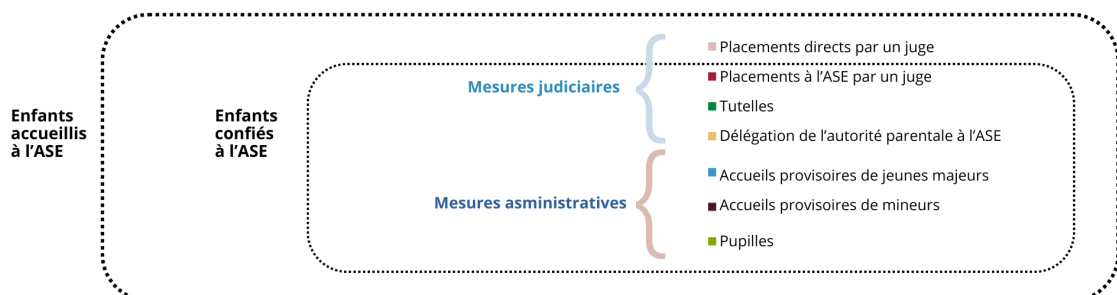 Placements directs par un juge
Placements à l'ASE par un juge
Mesures judiciaires
Tutelles
Délégation de l'autorité parentale à l'ASE
Enfants
accueillis
à l'ASE
Enfants
confiés
à l'ASE
Accueils provisoires de jeunes majeurs
Mesures asministratives
Accueils provisoires de mineurs
Pupilles